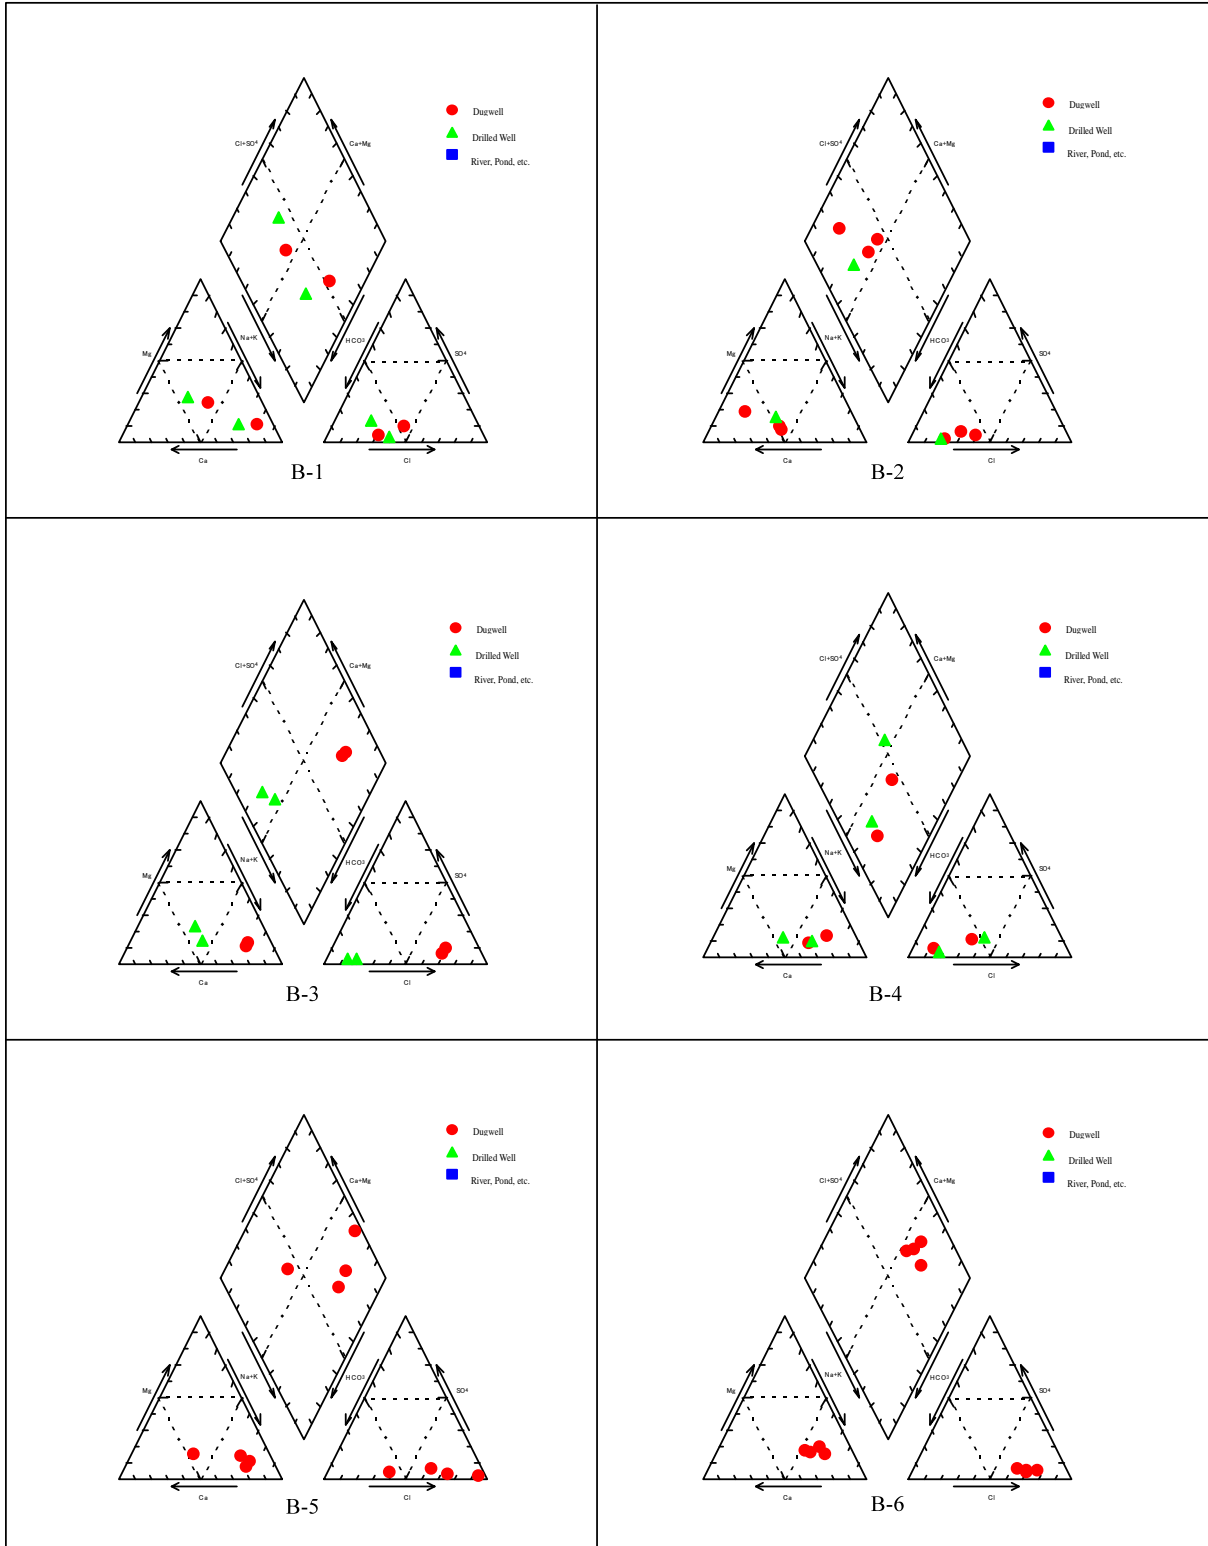 Dugwell
Drilled Well
River, Pond, etc.
Cl+SO4
Ca+Mg
Mg
Na+K
HCO3
SO4
Ca
Cl
B-1
Dugwell
Drilled Well
River, Pond, etc.
Cl+SO4
Ca+Mg
Mg
Na+K
HCO3
SO4
Ca
Cl
B-2
Dugwell
Drilled Well
River, Pond, etc.
Cl+SO4
Ca+Mg
Mg
Na+K
HCO3
SO4
Ca
Cl
B-3
Dugwell
Drilled Well
River, Pond, etc.
Cl+SO4
Ca+Mg
Mg
Na+K
HCO3
SO4
Ca
Cl
B-4
Dugwell
Drilled Well
River, Pond, etc.
Cl+SO4
Ca+Mg
Mg
Na+K
HCO3
SO4
Ca
Cl
B-5
Dugwell
Drilled Well
River, Pond, etc.
Cl+SO4
Ca+Mg
Mg
Na+K
HCO3
SO4
Ca
Cl
B-6